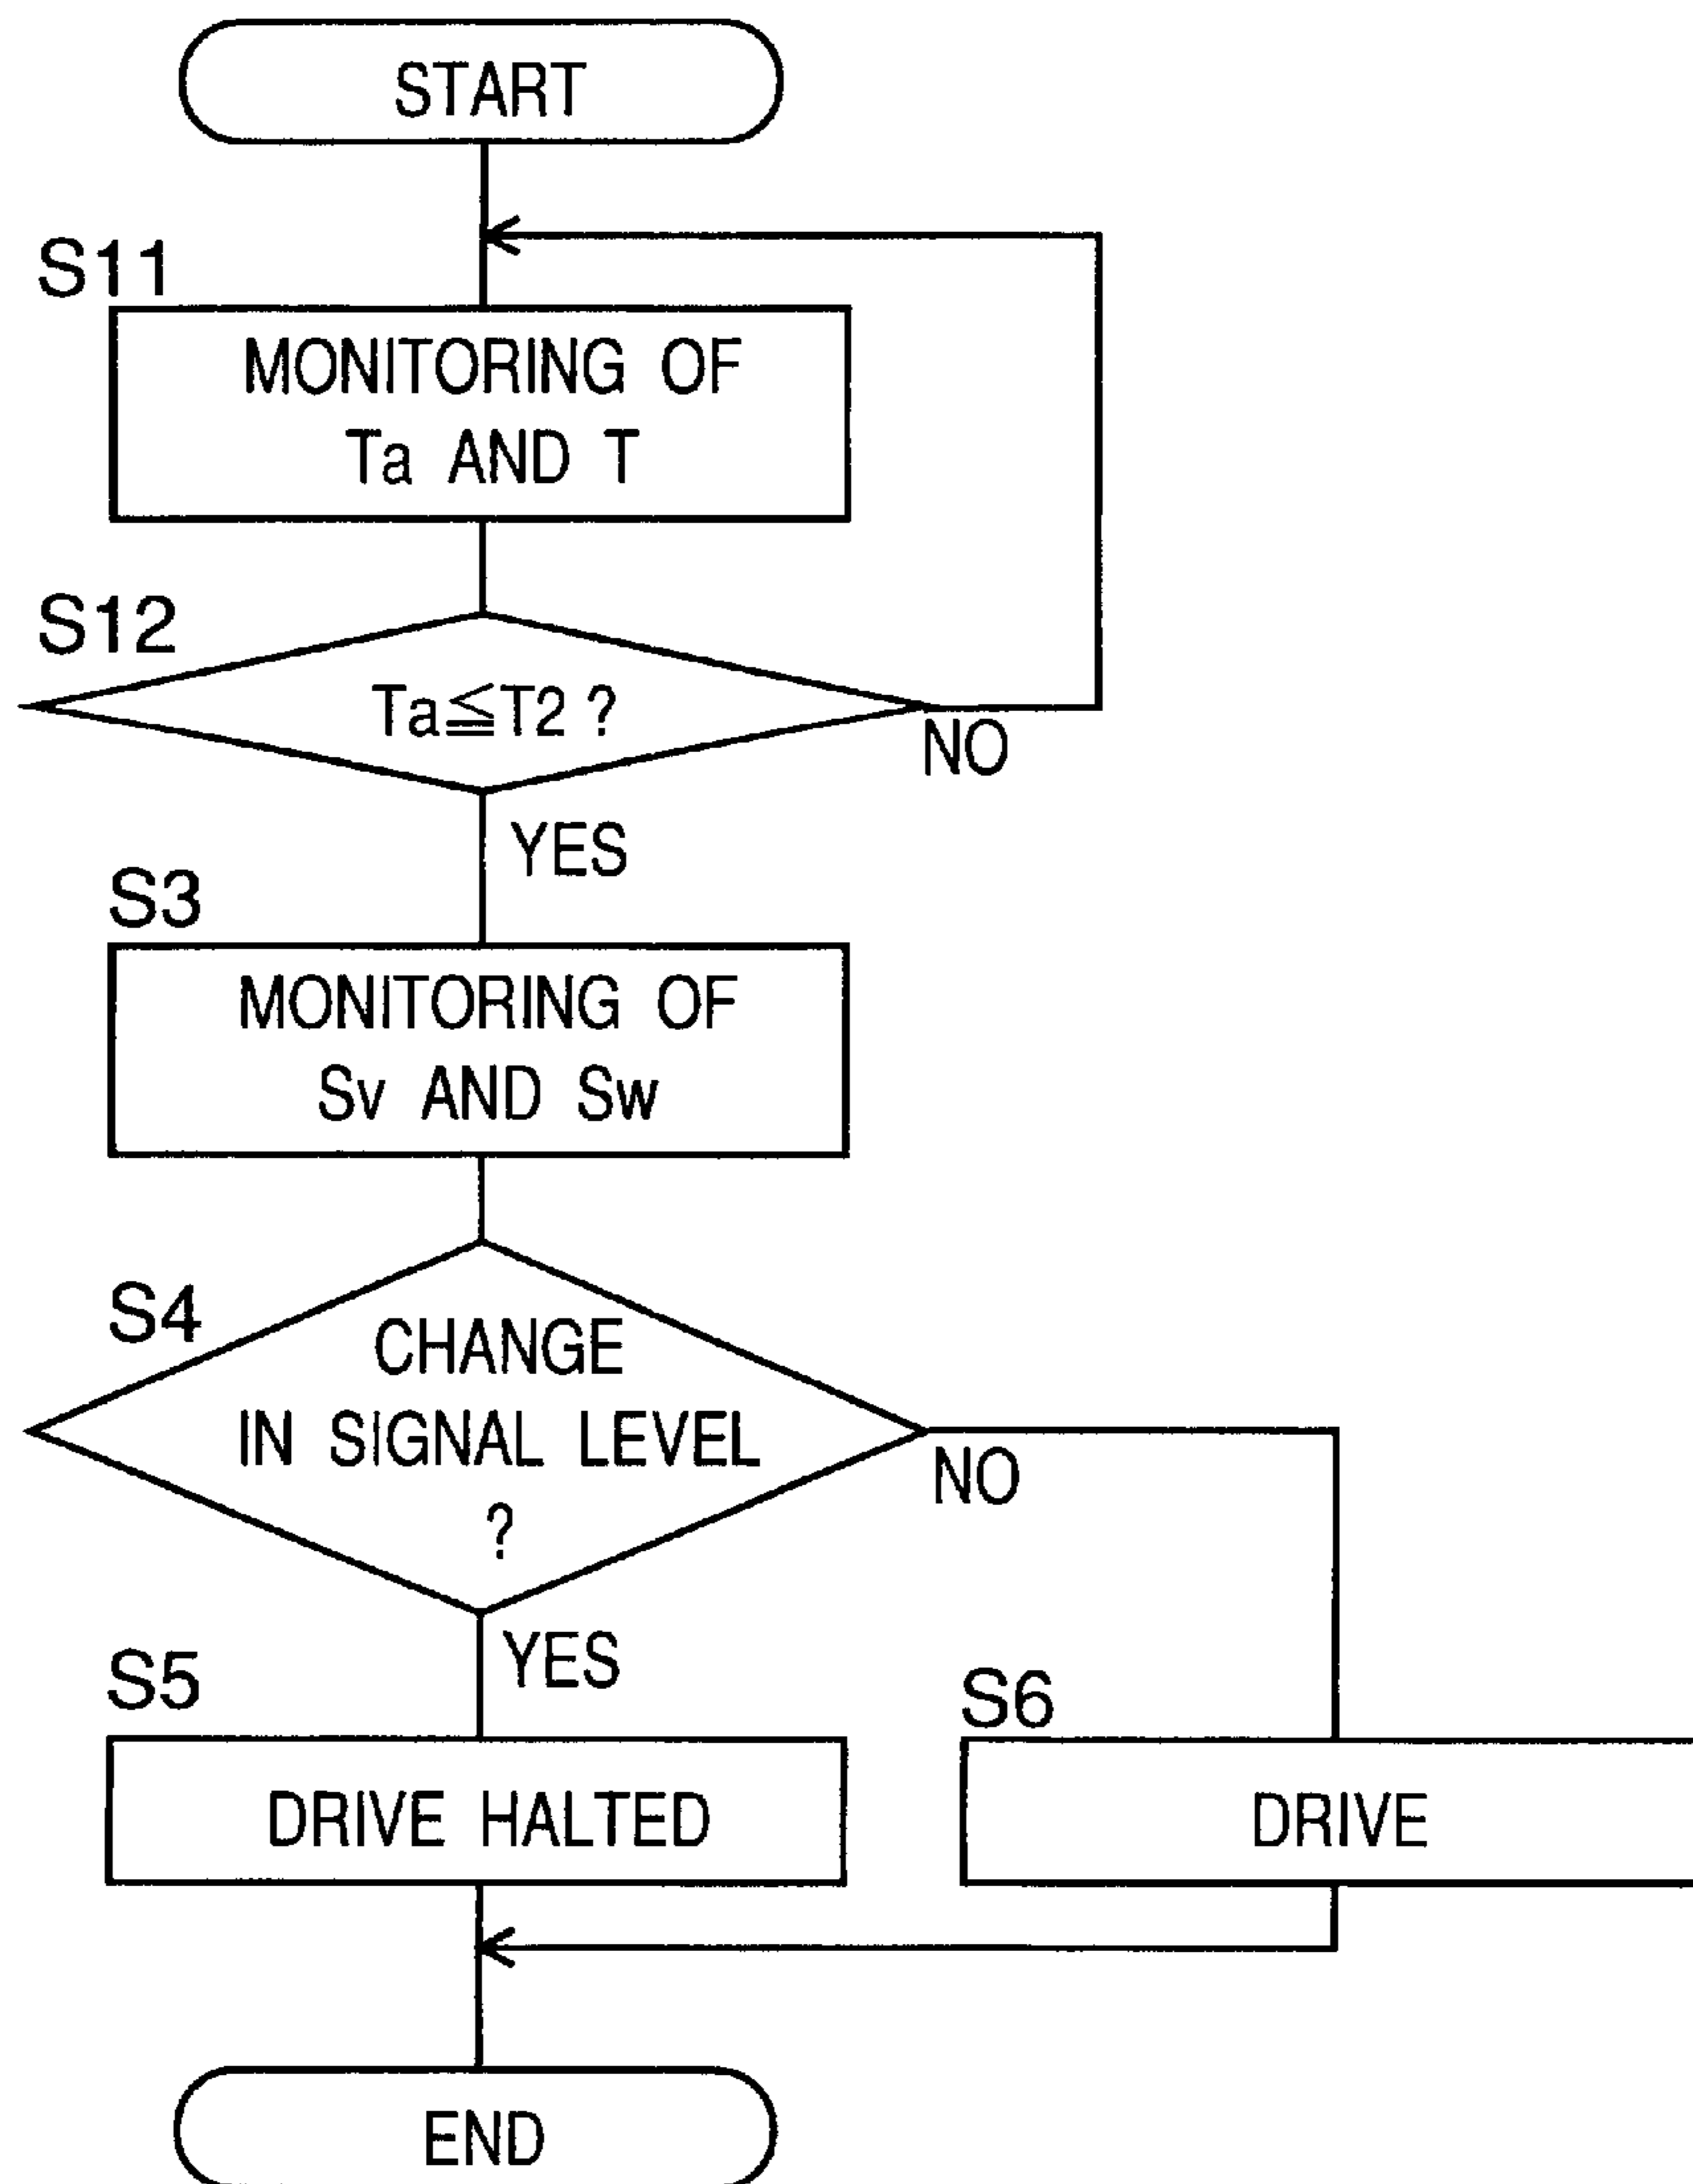 START
S11
MONITORING OF
Ta AND T
S12
Ta≦T2 ?
NO
YES
S3
MONITORING OF
Sv AND Sw
S4
CHANGE
IN SIGNAL LEVEL
?
NO
YES
S5
DRIVE HALTED
S6
DRIVE
END